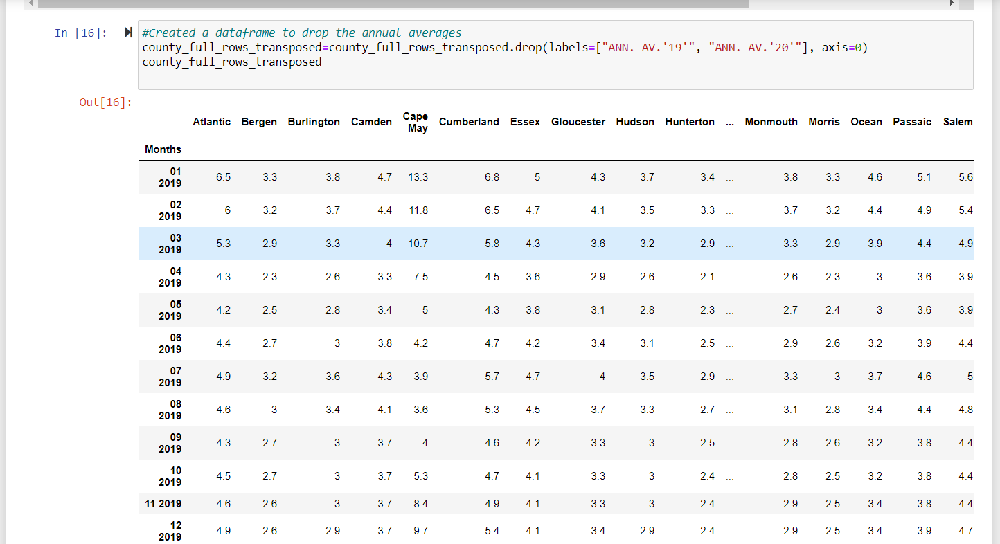 In [16]:
#Created a dataframe to drop the annual averages
county_full_rows_transposed=county_full_rows_transposed.drop(labels=["ANN. AV.'19'", "ANN. AV.'20'"], axis=0)
county_full_rows_transposed
Out[16]:
Atlantic Bergen Burlington Camden Cape May Cumberland Essex Gloucester Hudson Hunterton ... Monmouth Morris Ocean Passaic Salem
Months
01 2019 6.5 3.3 3.8 4.7 13.3 6.8 5 4.3 3.7 3.4 ... 3.8 3.3 4.6 5.1 5.6
02 2019 6 3.2 3.7 4.4 11.8 6.5 4.7 4.1 3.5 3.3 ... 3.7 3.2 4.4 4.9 5.4
03 2019 5.3 2.9 3.3 4 10.7 5.8 4.3 3.6 3.2 2.9 ... 3.3 2.9 3.9 4.4 4.9
04 2019 4.3 2.3 2.6 3.3 7.5 4.5 3.6 2.9 2.6 2.1 ... 2.6 2.3 3 3.6 3.9
05 2019 4.2 2.5 2.8 3.4 5 4.3 3.8 3.1 2.8 2.3 ... 2.7 2.4 3 3.6 3.9
06 2019 4.4 2.7 3 3.8 4.2 4.7 4.2 3.4 3.1 2.5 ... 2.9 2.6 3.2 3.9 4.4
07 2019 4.9 3.2 3.6 4.3 3.9 5.7 4.7 4 3.5 2.9 ... 3.3 3 3.7 4.6 5
08 2019 4.6 3 3.4 4.1 3.6 5.3 4.5 3.7 3.3 2.7 ... 3.1 2.8 3.4 4.4 4.8
09 2019 4.3 2.7 3 3.7 4 4.6 4.2 3.3 3 2.5 ... 2.8 2.6 3.2 3.8 4.4
10 2019 4.5 2.7 3 3.7 5.3 4.7 4.1 3.3 3 2.4 ... 2.8 2.5 3.2 3.8 4.4
11 2019 4.6 2.6 3 3.7 8.4 4.9 4.1 3.3 3 2.4 ... 2.9 2.5 3.4 3.8 4.4
12 2019 4.9 2.6 2.9 3.7 9.7 5.4 4.1 3.4 2.9 2.4 ... 2.9 2.5 3.4 3.9 4.7